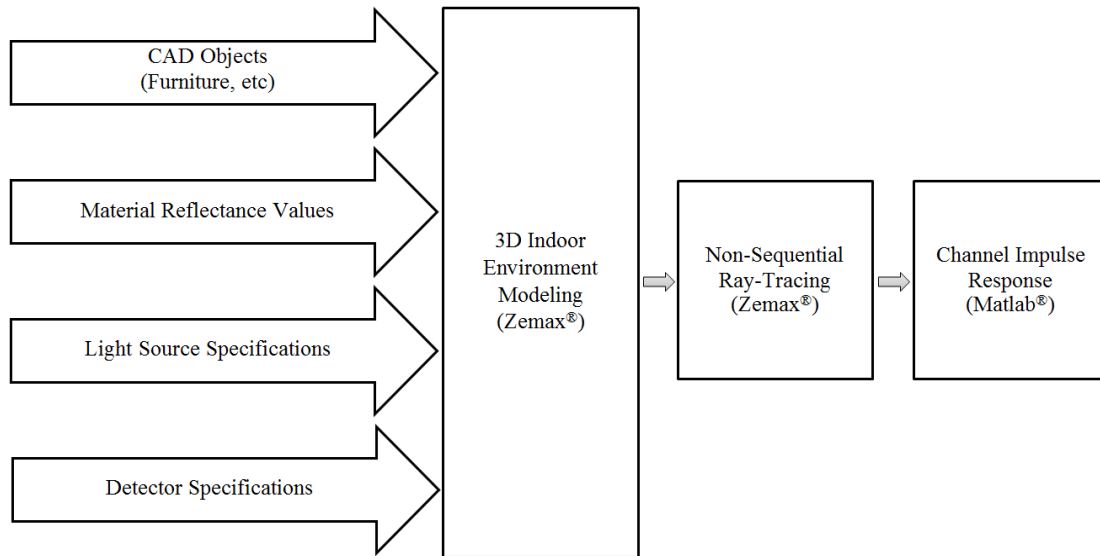 CAD Objects
(Furniture, etc)
Material Reflectance Values
Light Source Specifications
Detector Specifications
3D Indoor
Environment
Modeling
(Zemax®)
Non-Sequential
Ray-Tracing
(Zemax®)
Channel Impulse
Response
(Matlab®)